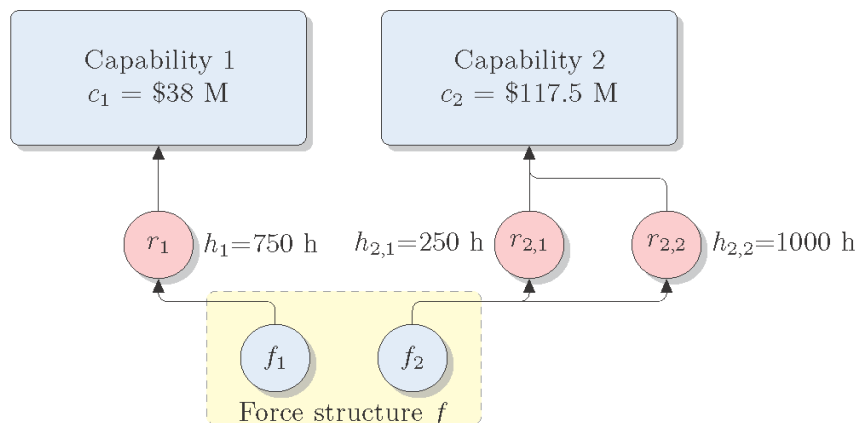 Capability 1
c₁ = $38 M
Capability 2
c₂ = $117.5 M
r₁
h₁=750 h
h₂,₁=250 h
r₂,₁
r₂,₂
h₂,₂=1000 h
f₁
f₂
Force structure f